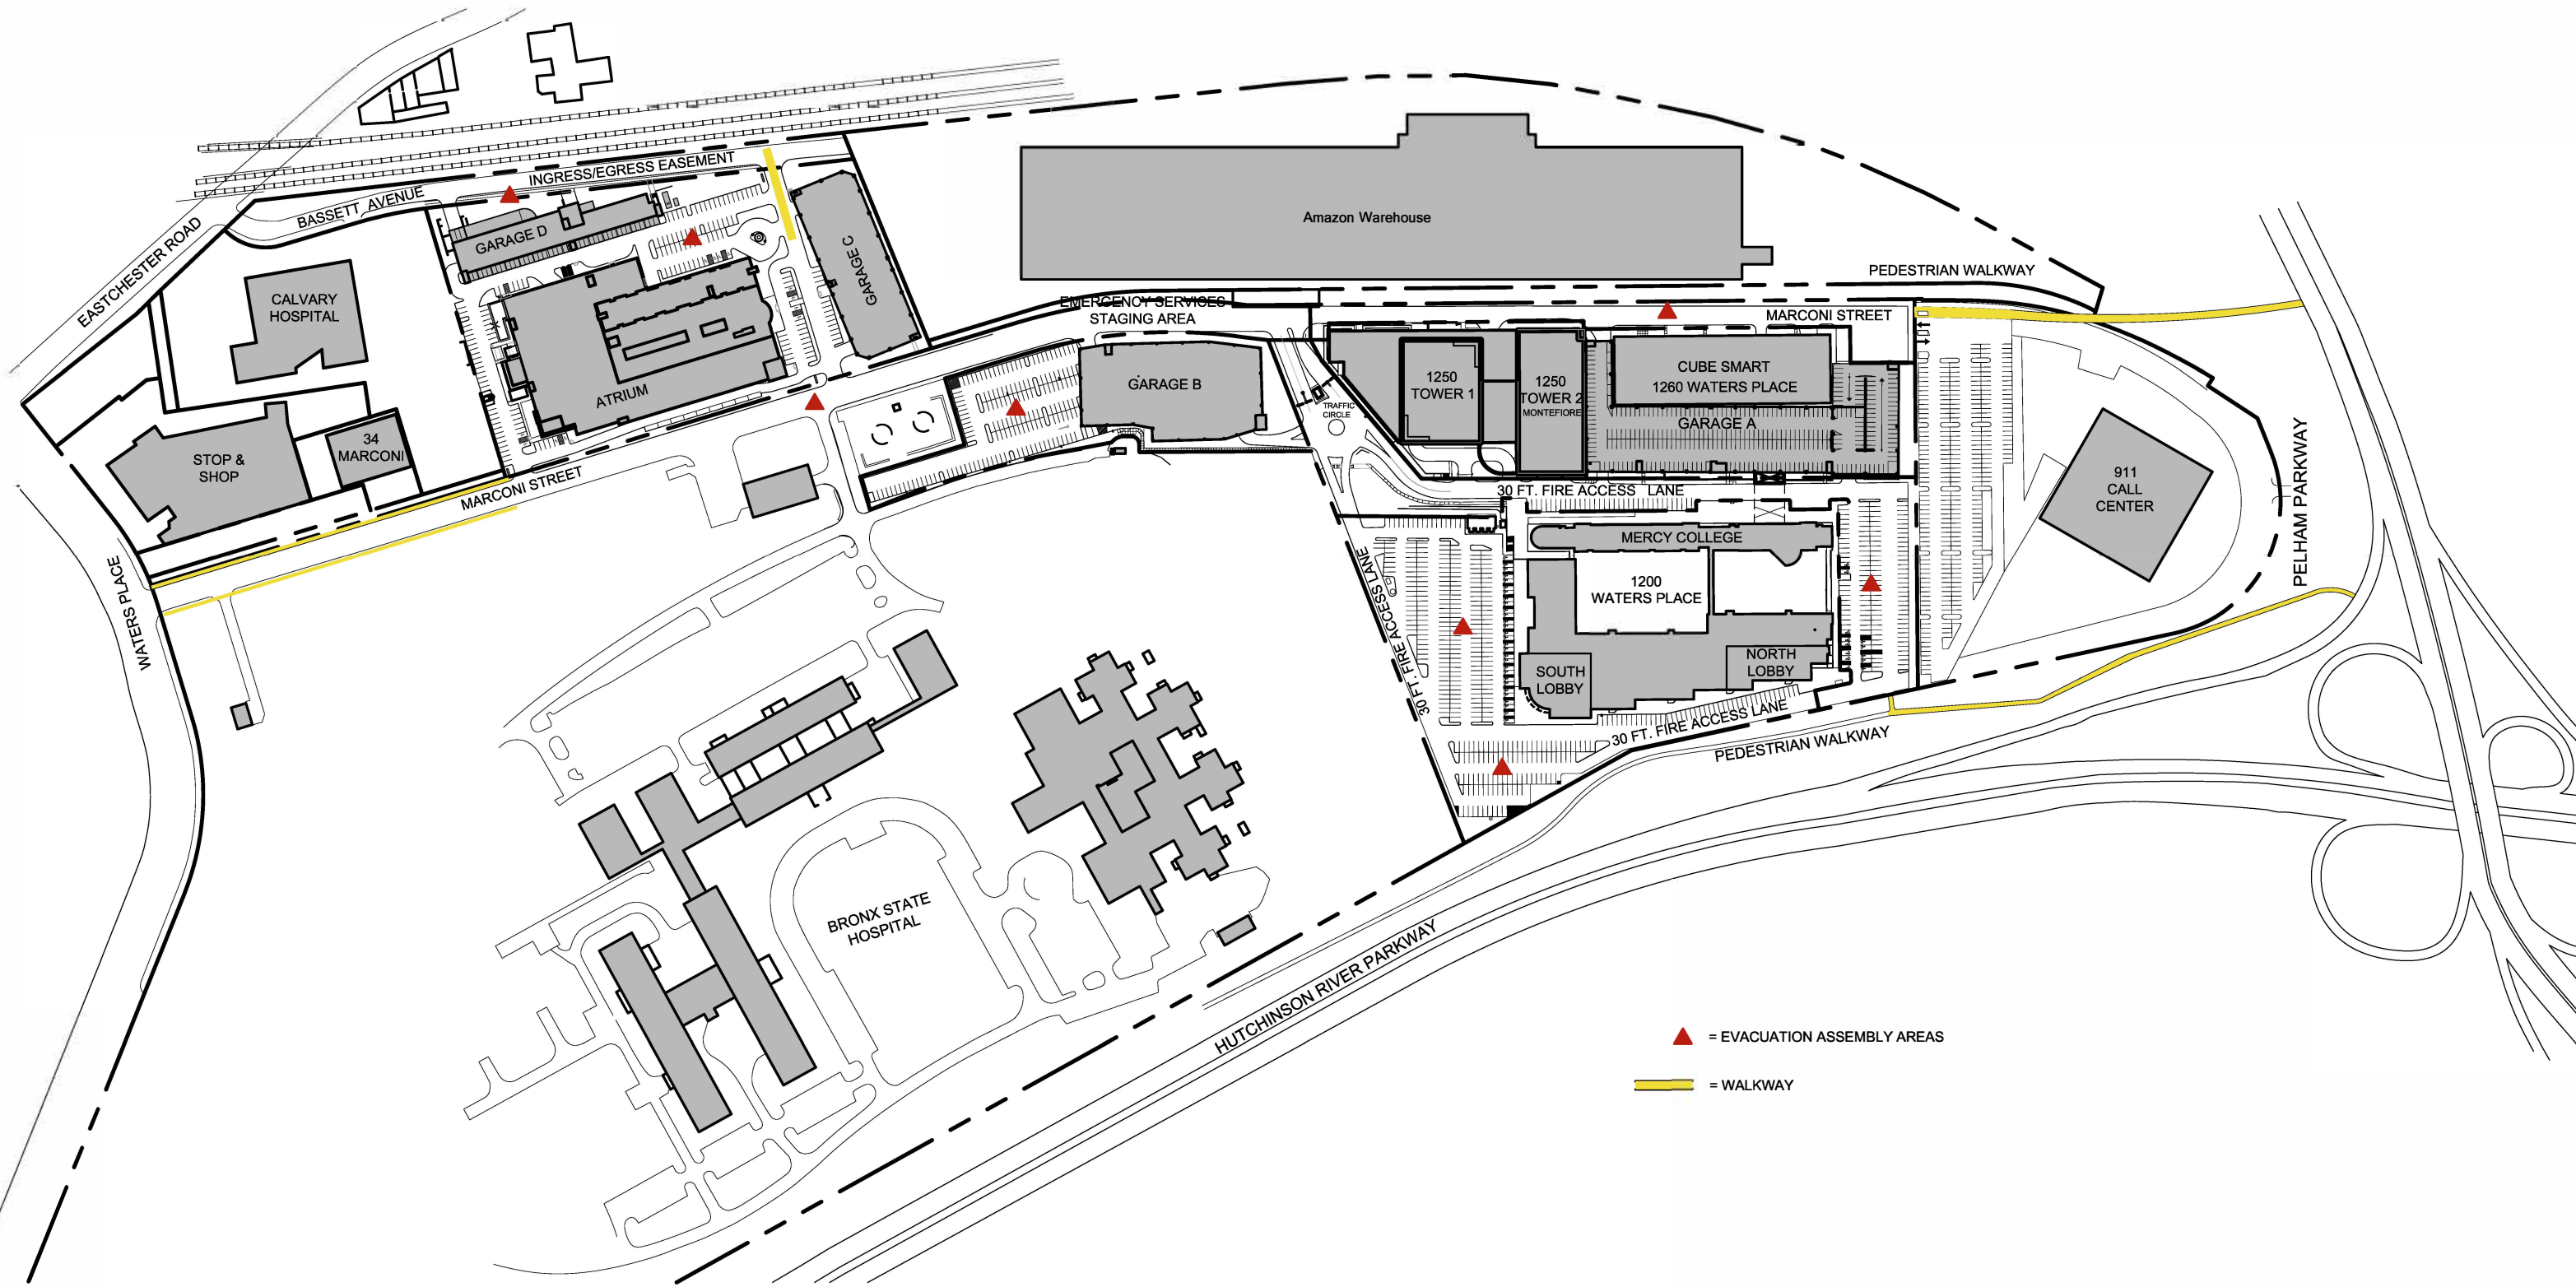 INGRESS/EGRESS EASEMENT
BASSETT AVENUE
EASTCHESTER ROAD
GARAGE D
GARAGE C
CALVARY
HOSPITAL
ATRIUM
STOP &
SHOP
34
MARCONI
MARCONI STREET
WATERS PLACE
Amazon Warehouse
PEDESTRIAN WALKWAY
EMERGENCY SERVICES
STAGING AREA
MARCONI STREET
GARAGE B
TRAFFIC
CIRCLE
1250
TOWER 1
1250
TOWER 2
MONTEFIORE
CUBE SMART
1260 WATERS PLACE
GARAGE A
30 FT. FIRE ACCESS LANE
MERCY COLLEGE
1200
WATERS PLACE
SOUTH
LOBBY
NORTH
LOBBY
30 FT. FIRE ACCESS LANE
30 FT. FIRE ACCESS LANE
PEDESTRIAN WALKWAY
911
CALL
CENTER
PELHAM PARKWAY
BRONX STATE
HOSPITAL
HUTCHINSON RIVER PARKWAY
= EVACUATION ASSEMBLY AREAS
= WALKWAY